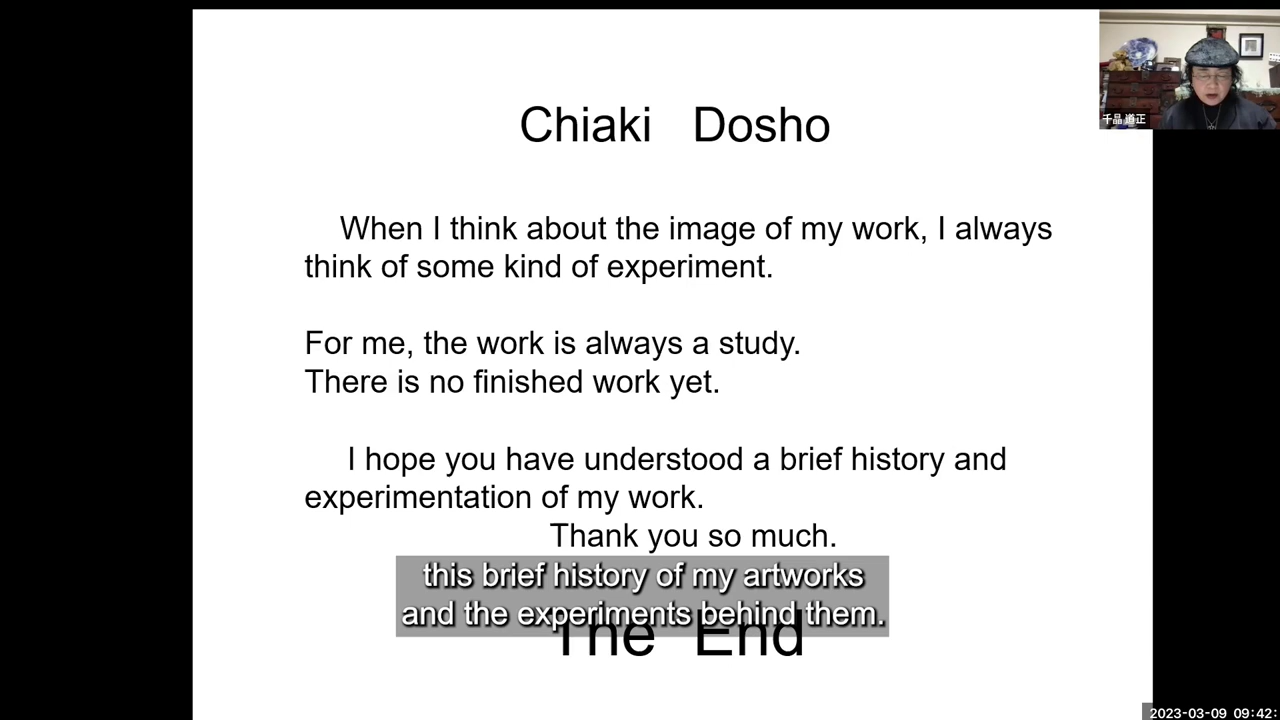 Chiaki Dosho
千晶 道正
When I think about the image of my work, I always
think of some kind of experiment.
For me, the work is always a study.
There is no finished work yet.
I hope you have understood a brief history and
experimentation of my work.
Thank you so much.
this brief history of my artworks
and the experiments behind them.
The End
2023-03-09 09:42: